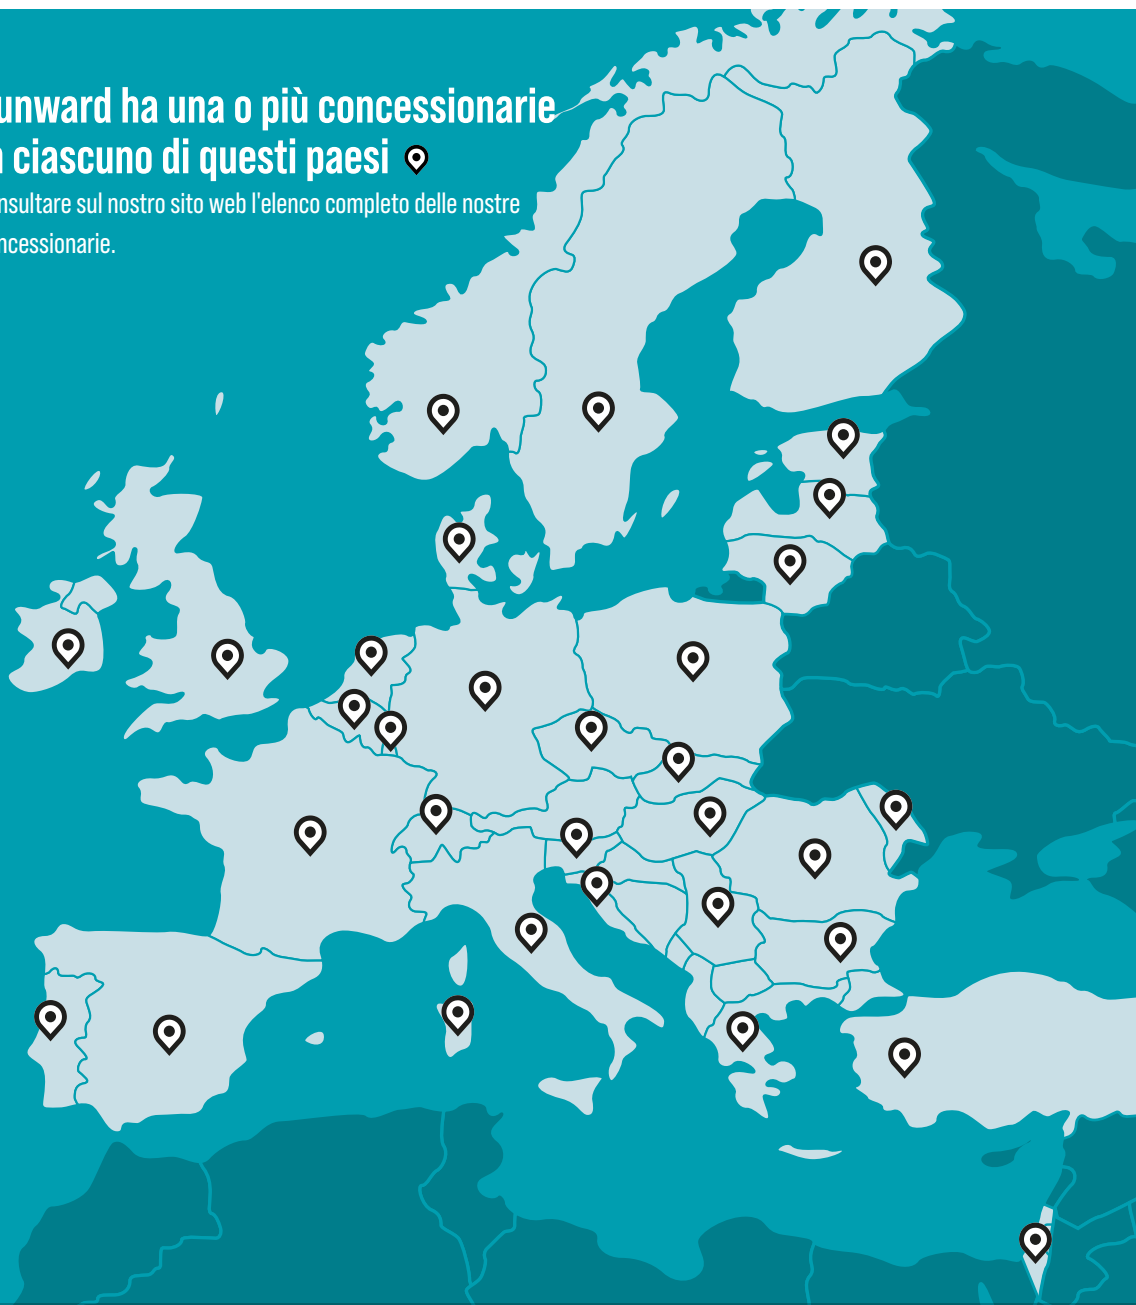 unward ha una o più concessionarie
n ciascuno di questi paesi
nsultare sul nostro sito web l'elenco completo delle nostre
ncessionarie.